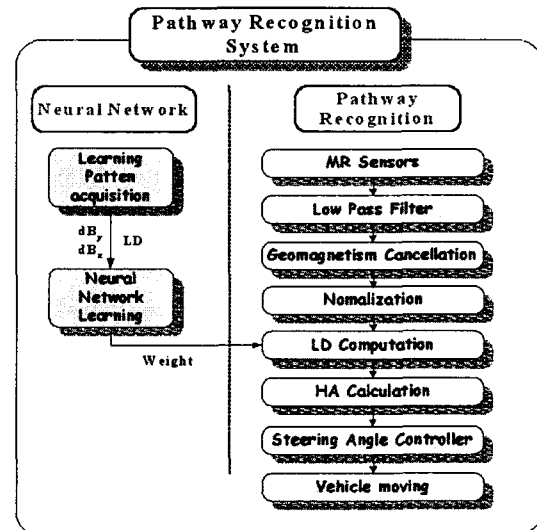 Pathway Recognition
System
Neural Network
Learning
Patten
acquisition
dBy
dBx
LD
Neural
Network
Learning
Weight
Pathway
Recognition
MR Sensors
Low Pass Filter
Geomagnetism Cancellation
Nomalization
LD Computation
HA Calculation
Steering Angle Controller
Vehicle moving